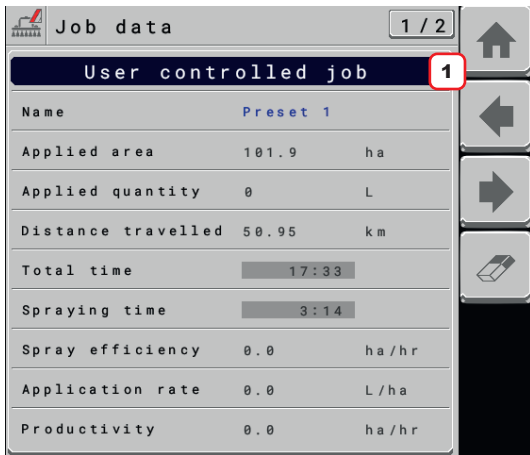 Job data 1/2
User controlled job 1
Name Preset 1
Applied area 101.9 ha
Applied quantity 0 L
Distance travelled 50.95 km
Total time 17:33
Spraying time 3:14
Spray efficiency 0.0 ha/hr
Application rate 0.0 L/ha
Productivity 0.0 ha/hr